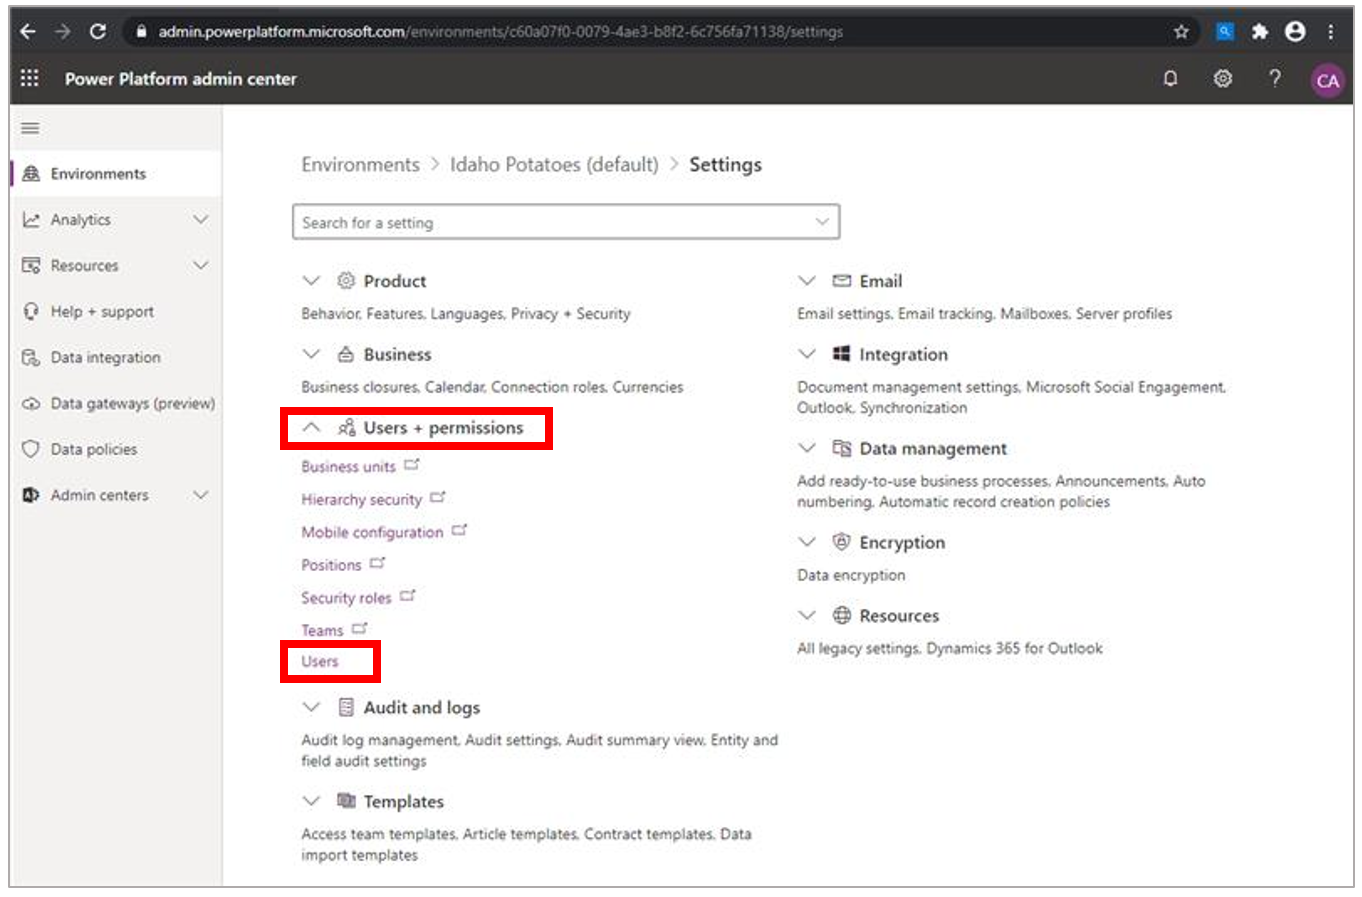 admin.powerplatform.microsoft.com/environments/c60a07f0-0079-4ae3-b8f2-6c756fa71138/settings
Power Platform admin center
CA
Environments
Analytics
Resources
Help + support
Data integration
Data gateways (preview)
Data policies
Admin centers
Environments > Idaho Potatoes (default) > Settings
Search for a setting
Product
Behavior, Features, Languages, Privacy + Security
Business
Business closures, Calendar, Connection roles, Currencies
Users + permissions
Business units
Hierarchy security
Mobile configuration
Positions
Security roles
Teams
Users
Audit and logs
Audit log management, Audit settings, Audit summary view, Entity and
field audit settings
Templates
Access team templates, Article templates, Contract templates, Data
import templates
Email
Email settings, Email tracking, Mailboxes, Server profiles
Integration
Document management settings, Microsoft Social Engagement,
Outlook, Synchronization
Data management
Add ready-to-use business processes, Announcements, Auto
numbering, Automatic record creation policies
Encryption
Data encryption
Resources
All legacy settings, Dynamics 365 for Outlook